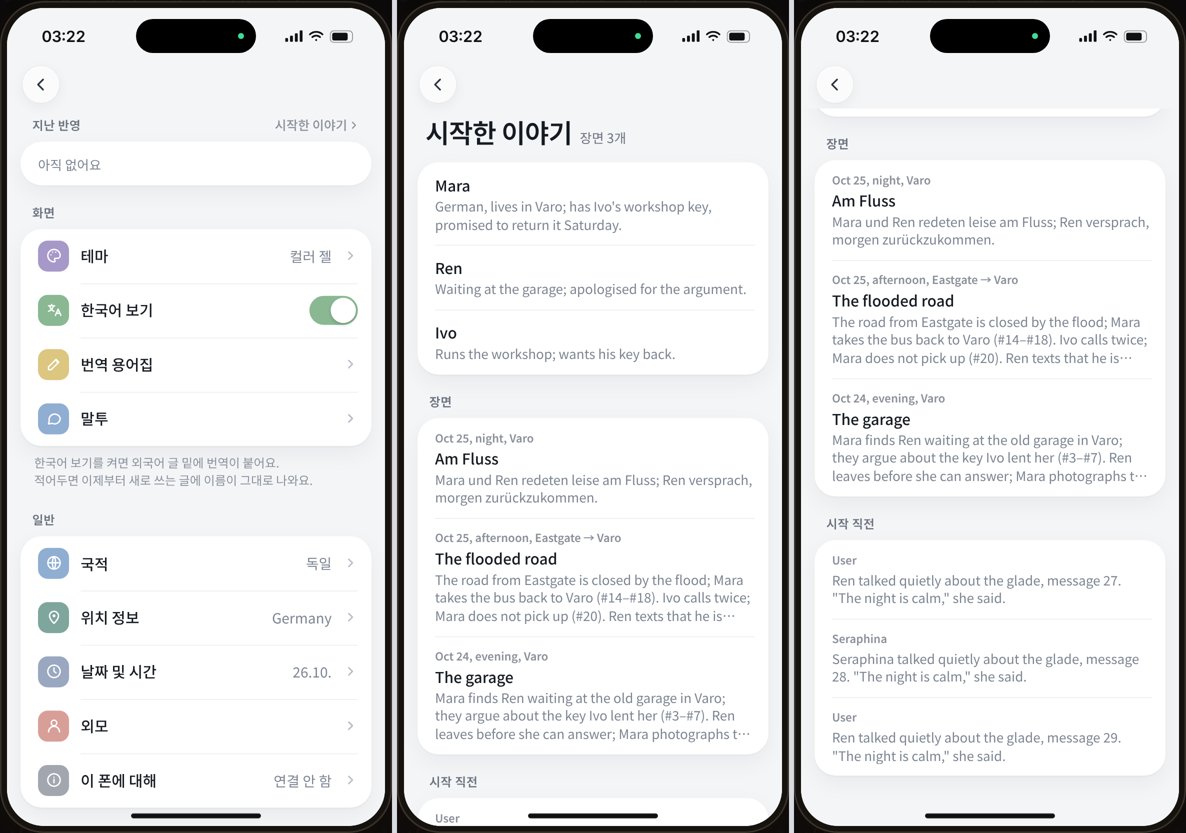 03:22
지난 반영
시작한 이야기 >
아직 없어요
화면
테마
컬러 젤
한국어 보기
번역 용어집
말투
한국어 보기를 켜면 외국어 글 밑에 번역이 붙어요.
적어두면 이제부터 새로 쓰는 글에 이름이 그대로 나와요.
일반
국적
독일
위치 정보
Germany
날짜 및 시간
26.10.
외모
이 폰에 대해
연결 안 함
03:22
시작한 이야기 장면 3개
Mara
German, lives in Varo; has Ivo's workshop key,
promised to return it Saturday.
Ren
Waiting at the garage; apologised for the argument.
Ivo
Runs the workshop; wants his key back.
장면
Oct 25, night, Varo
Am Fluss
Mara und Ren redeten leise am Fluss; Ren versprach,
morgen zurückzukommen.
Oct 25, afternoon, Eastgate → Varo
The flooded road
The road from Eastgate is closed by the flood; Mara
takes the bus back to Varo (#14–#18). Ivo calls twice;
Mara does not pick up (#20). Ren texts that he is…
Oct 24, evening, Varo
The garage
Mara finds Ren waiting at the old garage in Varo;
they argue about the key Ivo lent her (#3–#7). Ren
leaves before she can answer; Mara photographs t…
시작 직전
User
03:22
장면
Oct 25, night, Varo
Am Fluss
Mara und Ren redeten leise am Fluss; Ren versprach,
morgen zurückzukommen.
Oct 25, afternoon, Eastgate → Varo
The flooded road
The road from Eastgate is closed by the flood; Mara
takes the bus back to Varo (#14–#18). Ivo calls twice;
Mara does not pick up (#20). Ren texts that he is…
Oct 24, evening, Varo
The garage
Mara finds Ren waiting at the old garage in Varo;
they argue about the key Ivo lent her (#3–#7). Ren
leaves before she can answer; Mara photographs t…
시작 직전
User
Ren talked quietly about the glade, message 27.
"The night is calm," she said.
Seraphina
Seraphina talked quietly about the glade, message
28. "The night is calm," she said.
User
Ren talked quietly about the glade, message 29.
"The night is calm," she said.